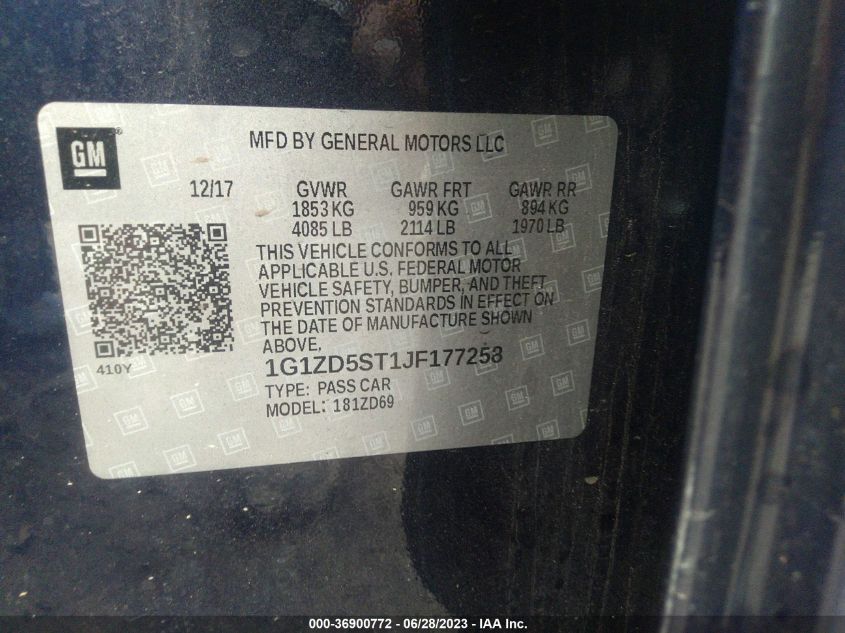 GM
MFD BY GENERAL MOTORS LLC
12/17 GVWR GAWR FRT GAWR RR
1853 KG 959 KG 894 KG
4085 LB 2114 LB 1970 LB
THIS VEHICLE CONFORMS TO ALL
APPLICABLE U.S. FEDERAL MOTOR
VEHICLE SAFETY, BUMPER, AND THEFT
PREVENTION STANDARDS IN EFFECT ON
THE DATE OF MANUFACTURE SHOWN
ABOVE,
410Y
1G1ZD5ST1JF177258
TYPE: PASS CAR
MODEL: 181ZD69
000-36900772 - 06/28/2023 - IAA Inc.